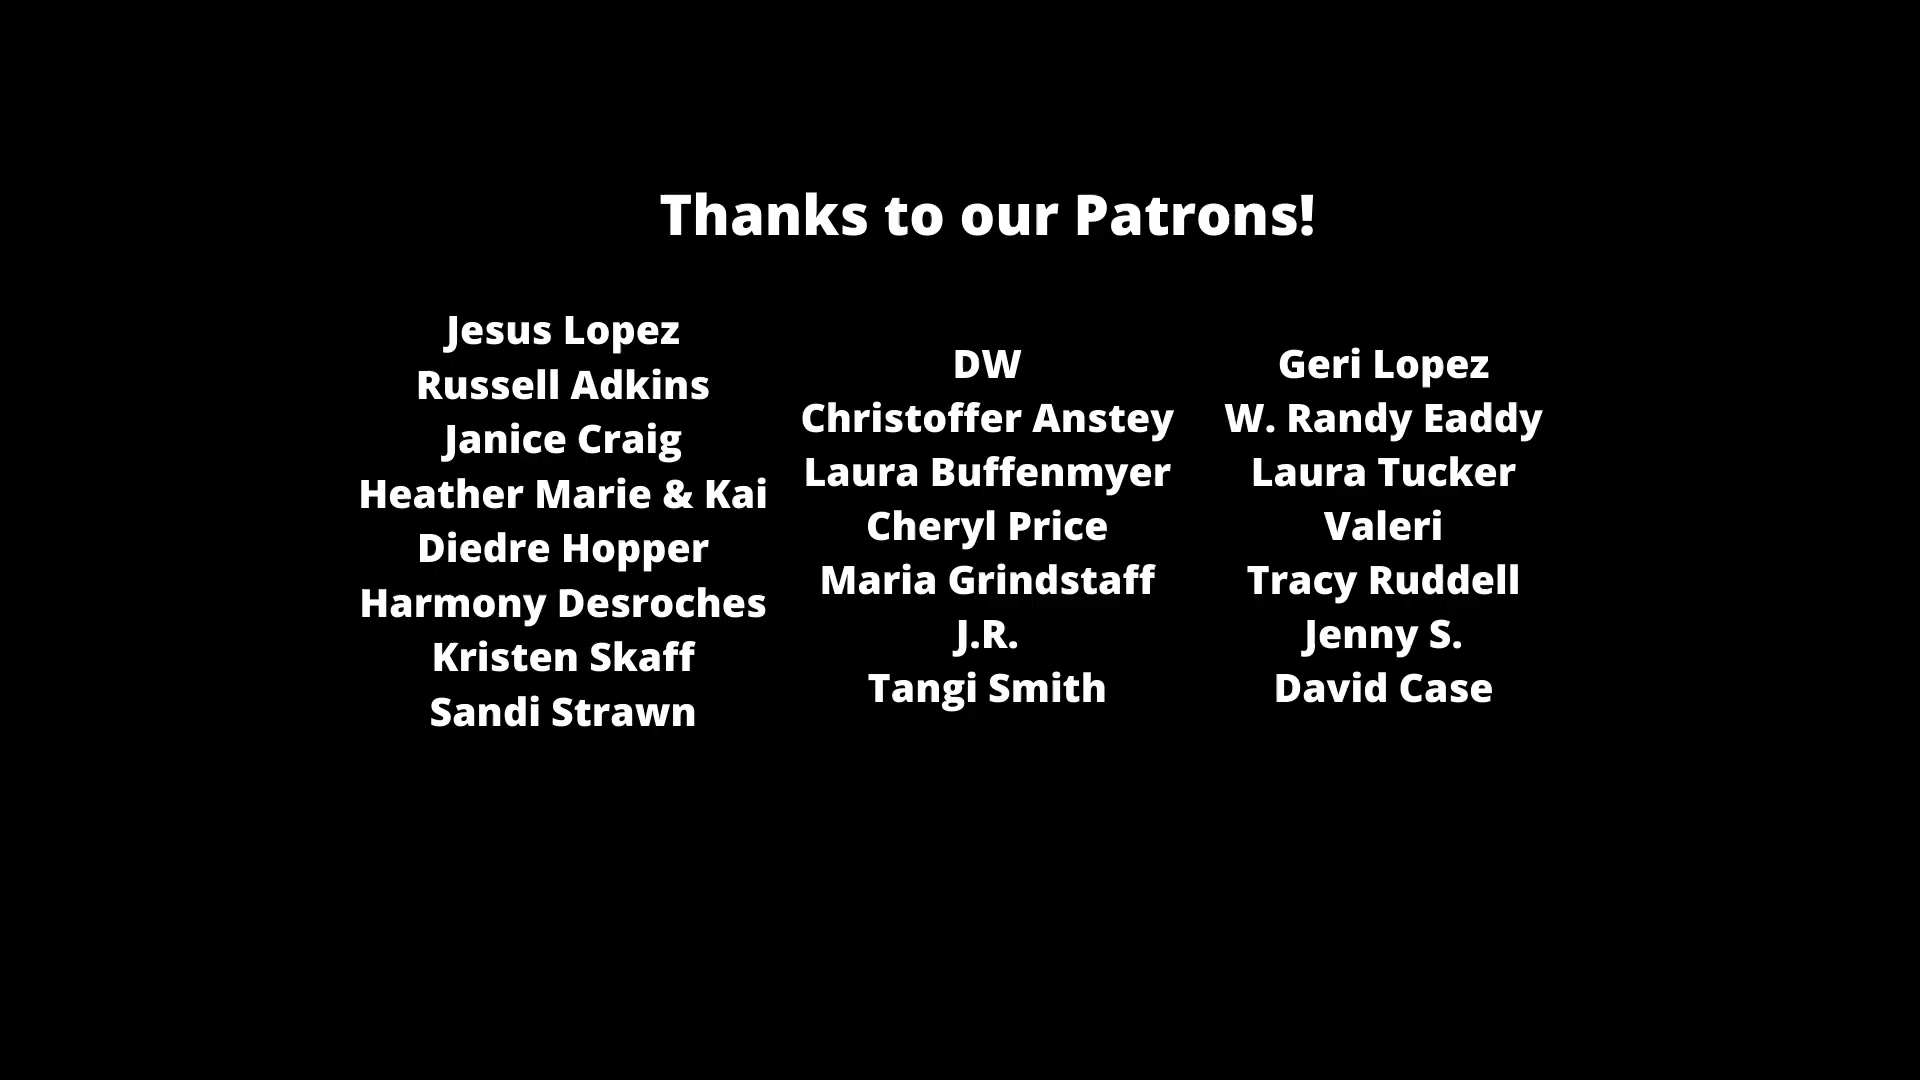 Thanks to our Patrons!
Jesus Lopez
Russell Adkins
Janice Craig
Heather Marie & Kai
Diedre Hopper
Harmony Desroches
Kristen Skaff
Sandi Strawn
DW
Christoffer Anstey
Laura Buffenmyer
Cheryl Price
Maria Grindstaff
J.R.
Tangi Smith
Geri Lopez
W. Randy Eaddy
Laura Tucker
Valeri
Tracy Ruddell
Jenny S.
David Case